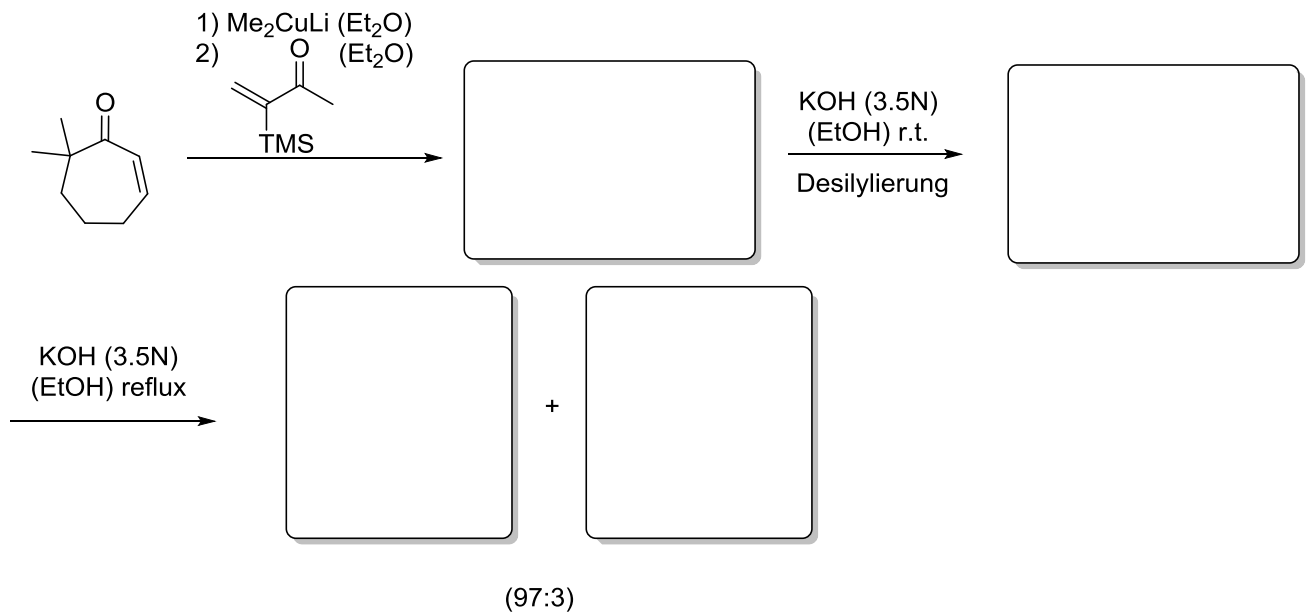 1) Me₂CuLi (Et₂O)
2) (Et₂O)
O
TMS
O
KOH (3.5N)
(EtOH) r.t.
Desilylierung
KOH (3.5N)
(EtOH) reflux
+
(97:3)